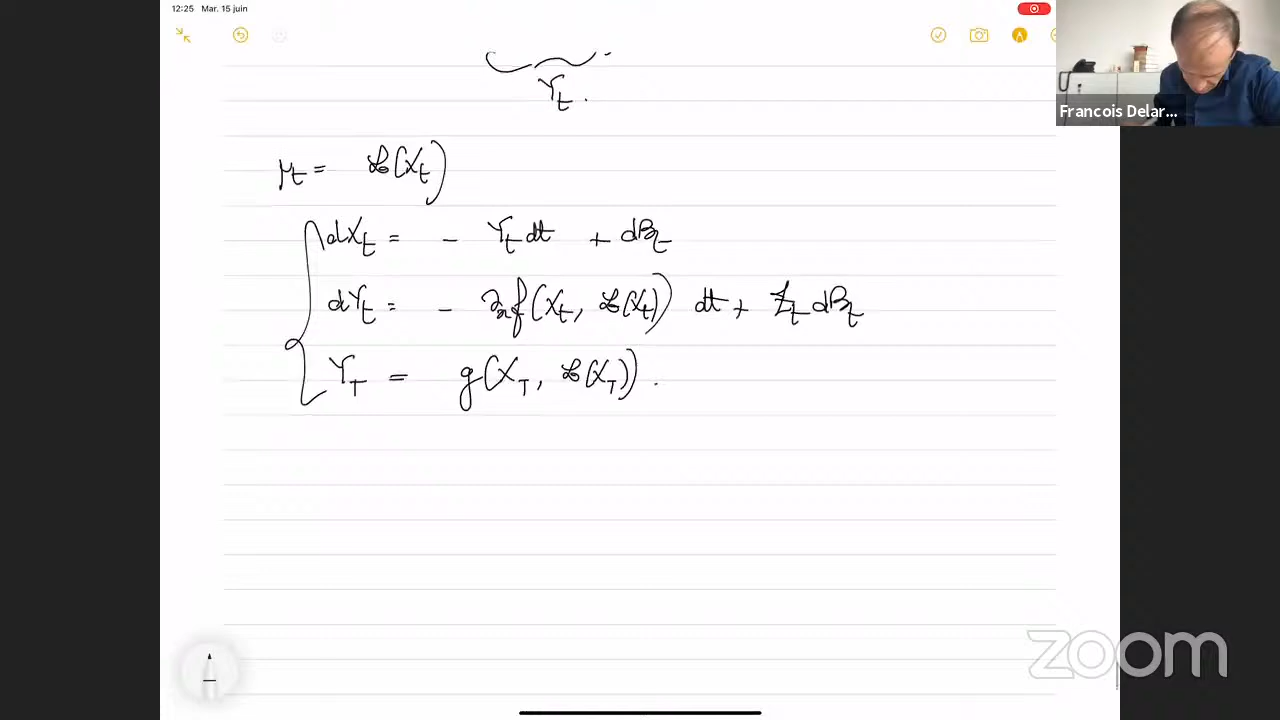 12:25 Mar. 15 juin
Y_t.
Francois Delar...
μ_t = ℒ(X_t)
dX_t = - Y_t dt + dB_t
dY_t = - ∂_x f(X_t, ℒ(X_t)) dt + Z_t dB_t
Y_T = g(X_T, ℒ(X_T)).
zoom